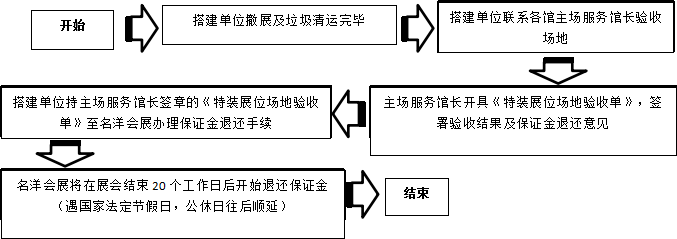 开始
搭建单位撤展及垃圾清运完毕
搭建单位联系各馆主场服务馆长验收
场地
主场服务馆长开具《特装展位场地验收单》，签
署验收结果及保证金退还意见
搭建单位持主场服务馆长签章的《特装展位场地验收
单》至名洋会展办理保证金退还手续
名洋会展将在展会结束 20 个工作日后开始退还保证金
（遇国家法定节假日，公休日往后顺延）
结束